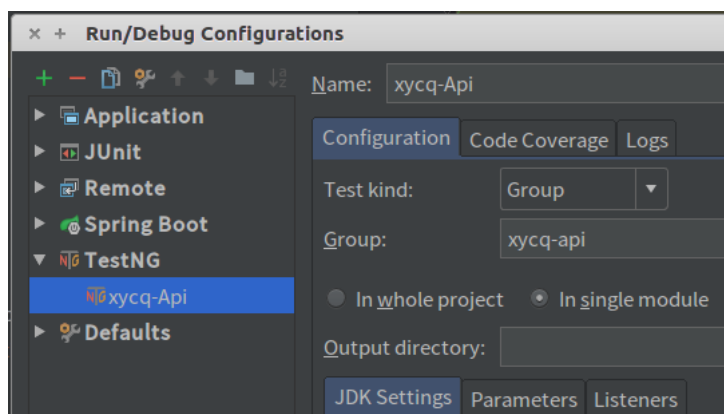 Run/Debug Configurations
Name: xycq-Api
Application
JUnit
Remote
Spring Boot
TestNG
xycq-Api
Defaults
Configuration Code Coverage Logs
Test kind: Group
Group: xycq-api
In whole project In single module
Output directory:
JDK Settings Parameters Listeners